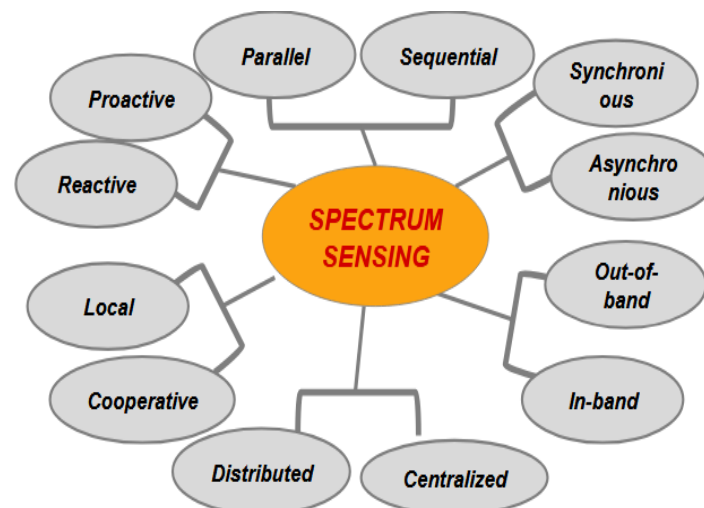 Parallel
Sequential
Synchroni
ous
Proactive
Asynchro
nious
Reactive
SPECTRUM
SENSING
Out-of-
band
Local
Cooperative
In-band
Distributed
Centralized